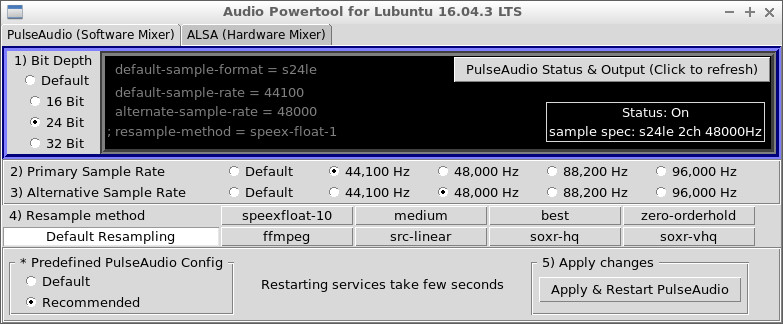 Audio Powertool for Lubuntu 16.04.3 LTS
PulseAudio (Software Mixer) ALSA (Hardware Mixer)
1) Bit Depth
Default
16 Bit
24 Bit
32 Bit
default-sample-format = s24le
default-sample-rate = 44100
alternate-sample-rate = 48000
; resample-method = speex-float-1
PulseAudio Status & Output (Click to refresh)
Status: On
sample spec: s24le 2ch 48000Hz
2) Primary Sample Rate Default 44,100 Hz 48,000 Hz 88,200 Hz 96,000 Hz
3) Alternative Sample Rate Default 44,100 Hz 48,000 Hz 88,200 Hz 96,000 Hz
4) Resample method speexfloat-10 medium best zero-orderhold
Default Resampling ffmpeg src-linear soxr-hq soxr-vhq
* Predefined PulseAudio Config
Default
Recommended
Restarting services take few seconds
5) Apply changes
Apply & Restart PulseAudio